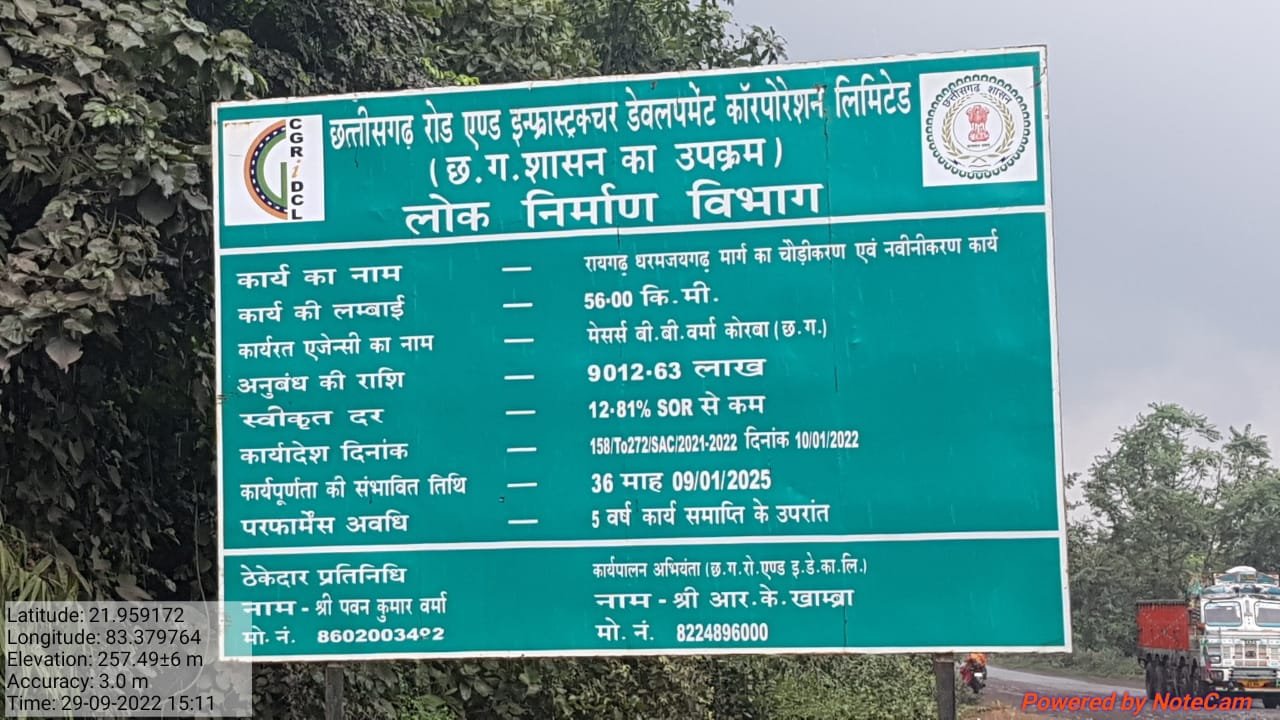 छत्तीसगढ़ रोड एण्ड इन्फ्रास्ट्रक्चर डेवलपमेंट कॉरपोरेशन लिमिटेड
(छ.ग.शासन का उपक्रम)
लोक निर्माण विभाग
CGRiDCL
छत्तीसगढ़ शासन
कार्य का नाम — रायगढ़ धरमजयगढ़ मार्ग का चौड़ीकरण एवं नवीनीकरण कार्य
कार्य की लम्बाई — 56.00 कि.मी.
कार्यरत एजेन्सी का नाम — मेसर्स बी.बी.वर्मा कोरबा (छ.ग.)
अनुबंध की राशि — 9012.63 लाख
स्वीकृत दर — 12.81% SOR से कम
कार्यादेश दिनांक — 158/To272/SAC/2021-2022 दिनांक 10/01/2022
कार्यपूर्णता की संभावित तिथि — 36 माह 09/01/2025
परफार्मेंस अवधि — 5 वर्ष कार्य समाप्ति के उपरांत
ठेकेदार प्रतिनिधि
नाम - श्री पवन कुमार वर्मा
मो. नं. 8602003492
कार्यपालन अभियंता (छ.ग.रो.एण्ड इ.डे.का.लि.)
नाम - श्री आर.के.खाम्ब्रा
मो. नं. 8224896000
Latitude: 21.959172
Longitude: 83.379764
Elevation: 257.49±6 m
Accuracy: 3.0 m
Time: 29-09-2022 15:11
Powered by NoteCam